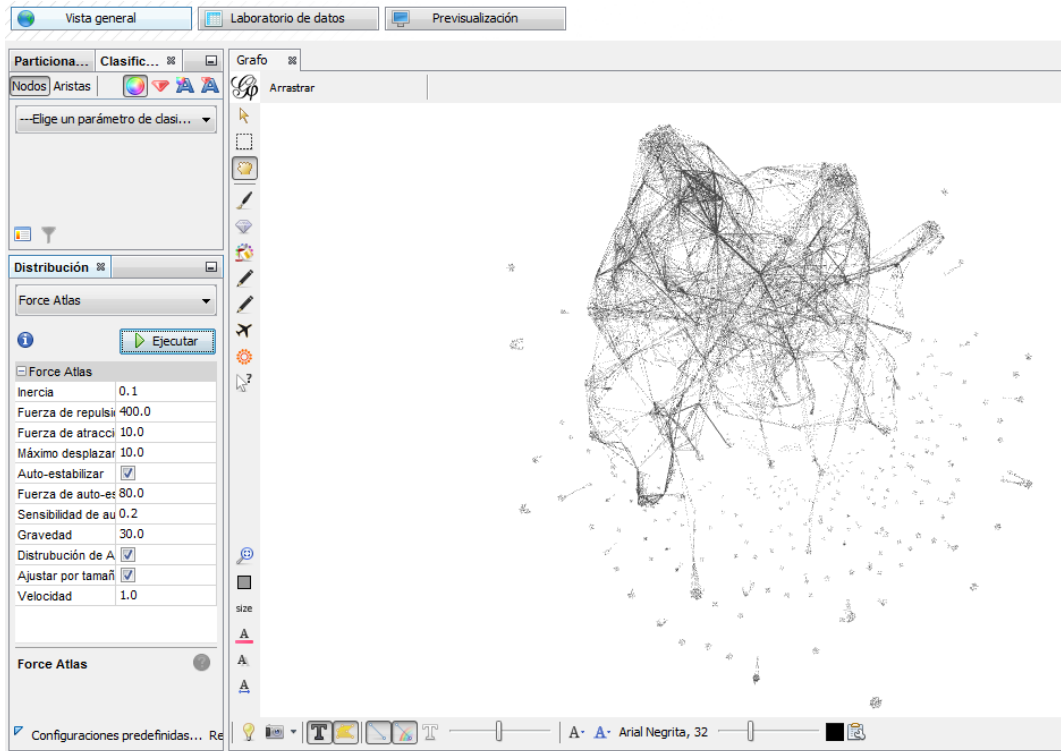 Vista general
Laboratorio de datos
Previsualización
Particiona... Clasific...
Nodos Aristas
---Elige un parámetro de clasi...
Distribución
Force Atlas
Ejecutar
Force Atlas
Inercia 0.1
Fuerza de repulsi 400.0
Fuerza de atracci 10.0
Máximo desplazar 10.0
Auto-estabilizar
Fuerza de auto-es 80.0
Sensibilidad de au 0.2
Gravedad 30.0
Distrubución de A
Ajustar por tamañ
Velocidad 1.0
Force Atlas
?
Configuraciones predefinidas... Re
Grafo
Arrastrar
?
size
A
A
A
T
T
A- A- Arial Negrita, 32